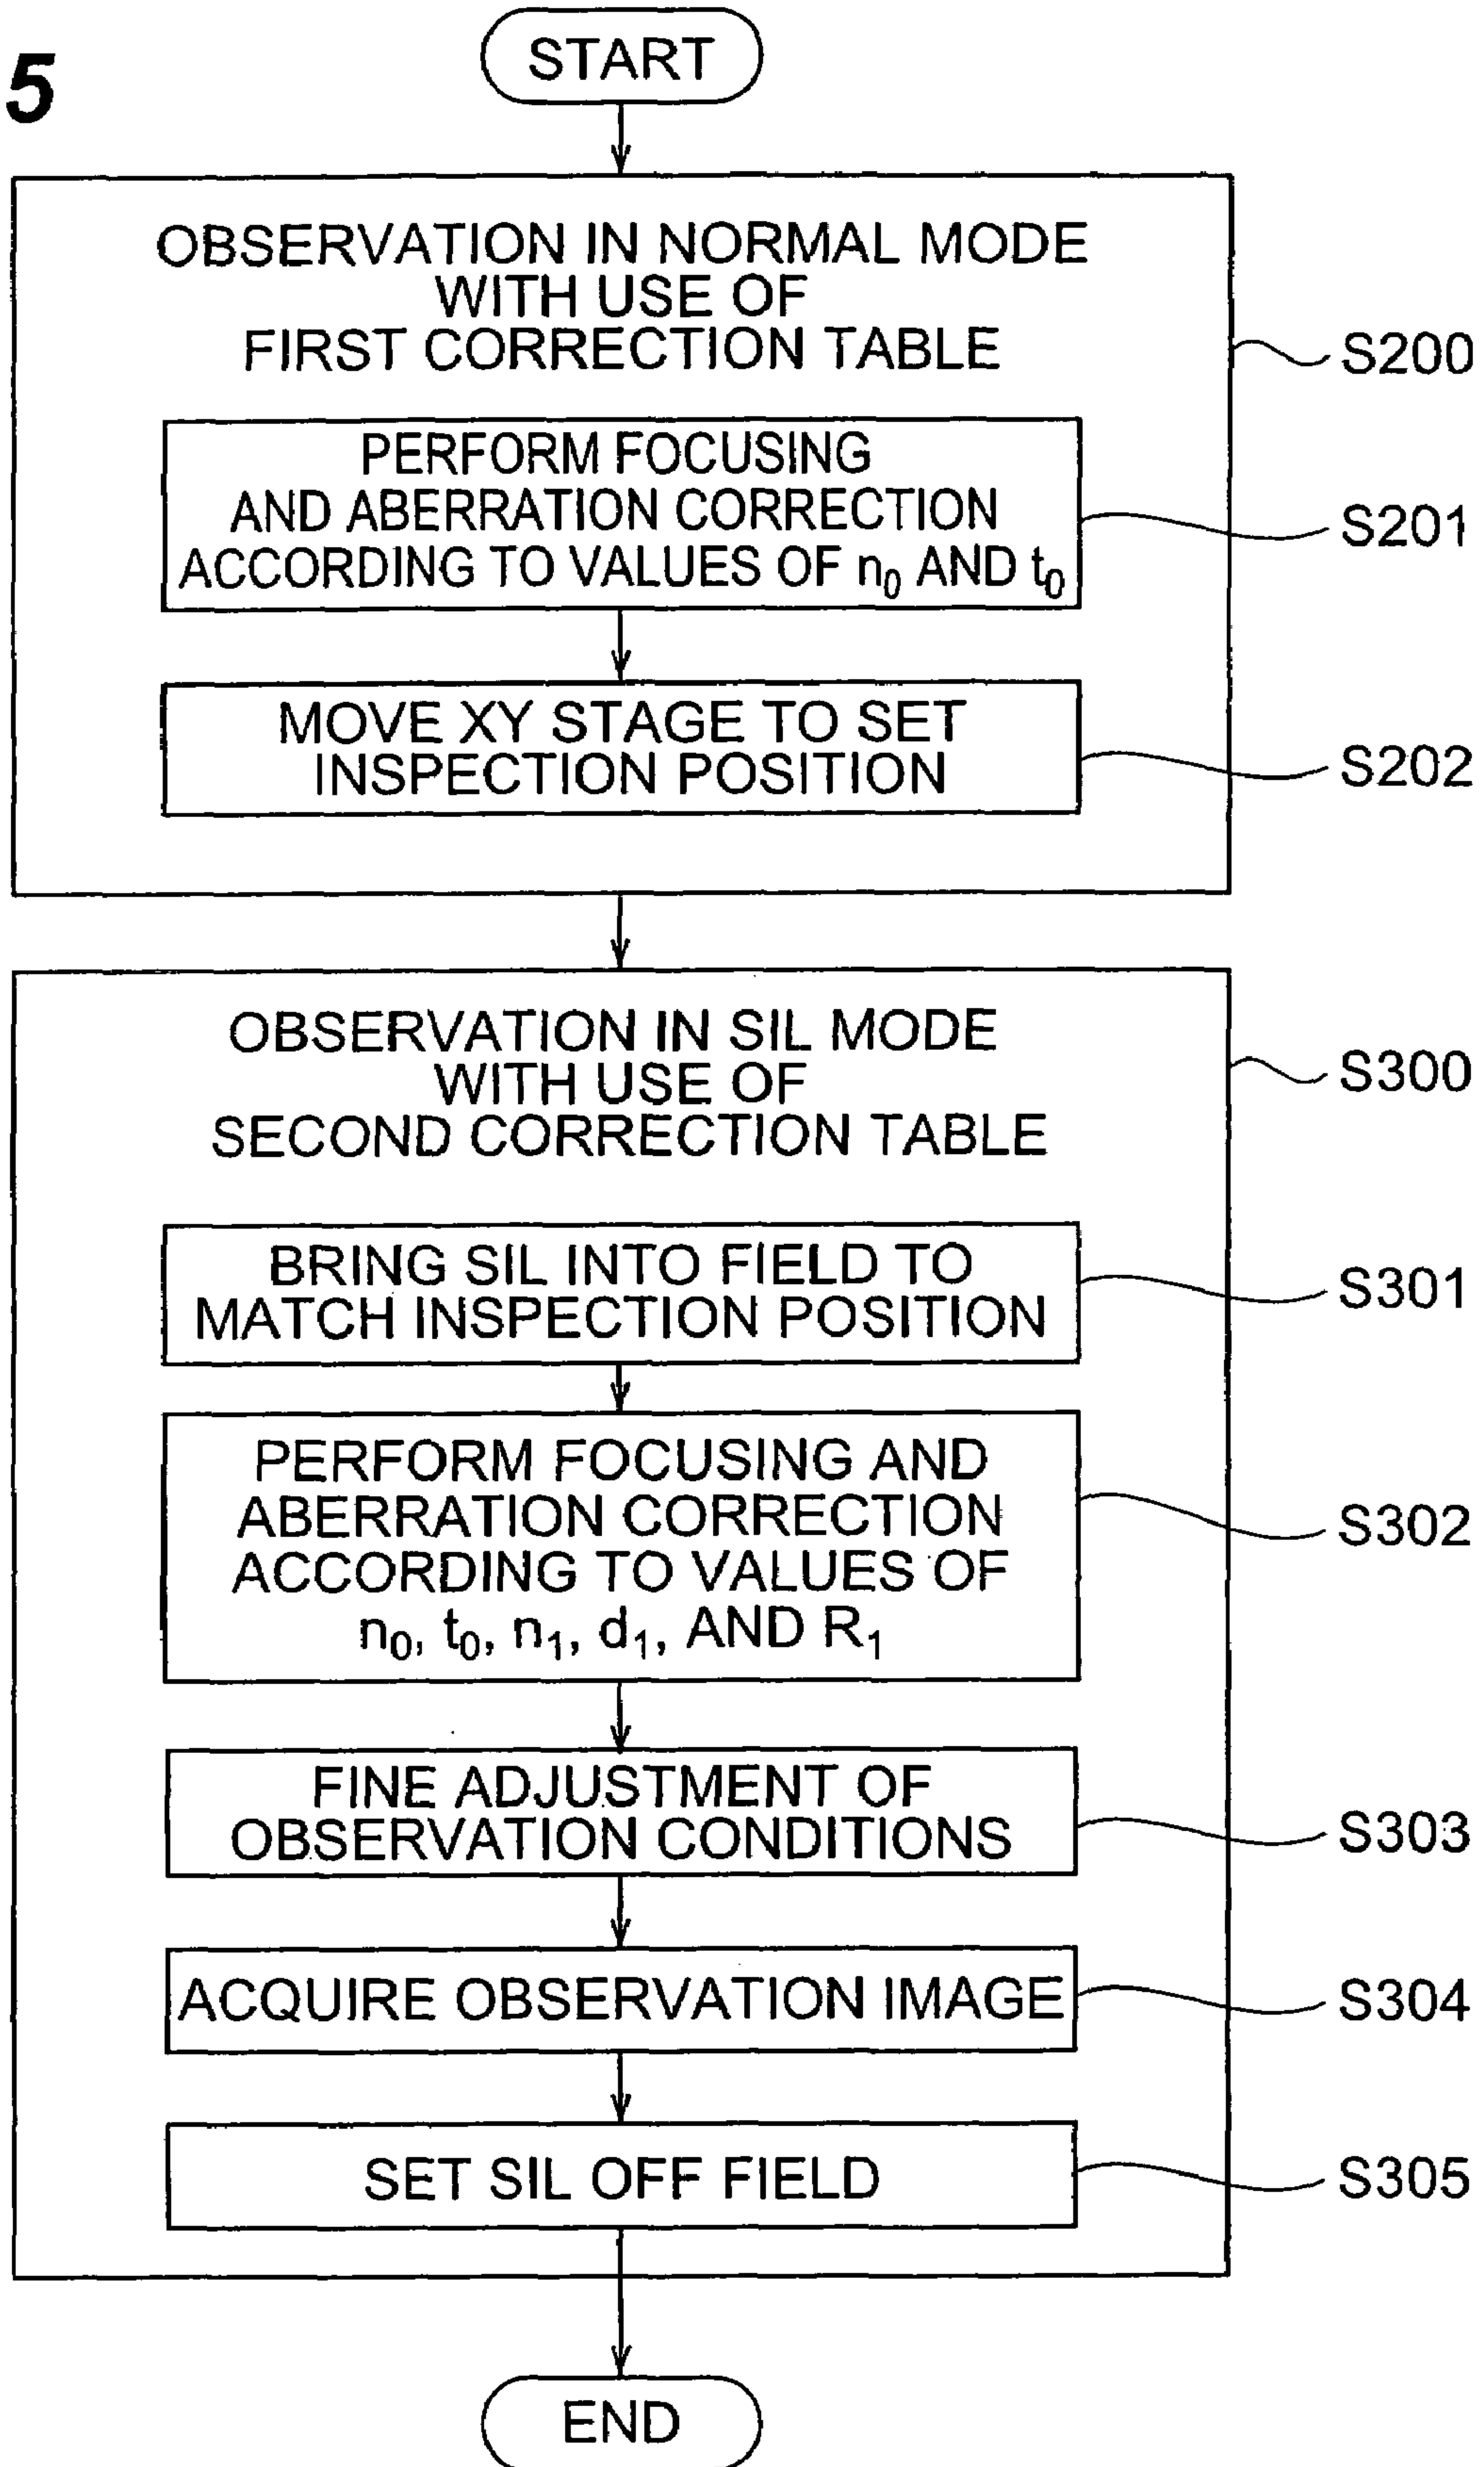 5
START
OBSERVATION IN NORMAL MODE
WITH USE OF
FIRST CORRECTION TABLE
S200
PERFORM FOCUSING
AND ABERRATION CORRECTION
ACCORDING TO VALUES OF n₀ AND t₀
S201
MOVE XY STAGE TO SET
INSPECTION POSITION
S202
OBSERVATION IN SIL MODE
WITH USE OF
SECOND CORRECTION TABLE
S300
BRING SIL INTO FIELD TO
MATCH INSPECTION POSITION
S301
PERFORM FOCUSING AND
ABERRATION CORRECTION
ACCORDING TO VALUES OF
n₀, t₀, n₁, d₁, AND R₁
S302
FINE ADJUSTMENT OF
OBSERVATION CONDITIONS
S303
ACQUIRE OBSERVATION IMAGE
S304
SET SIL OFF FIELD
S305
END